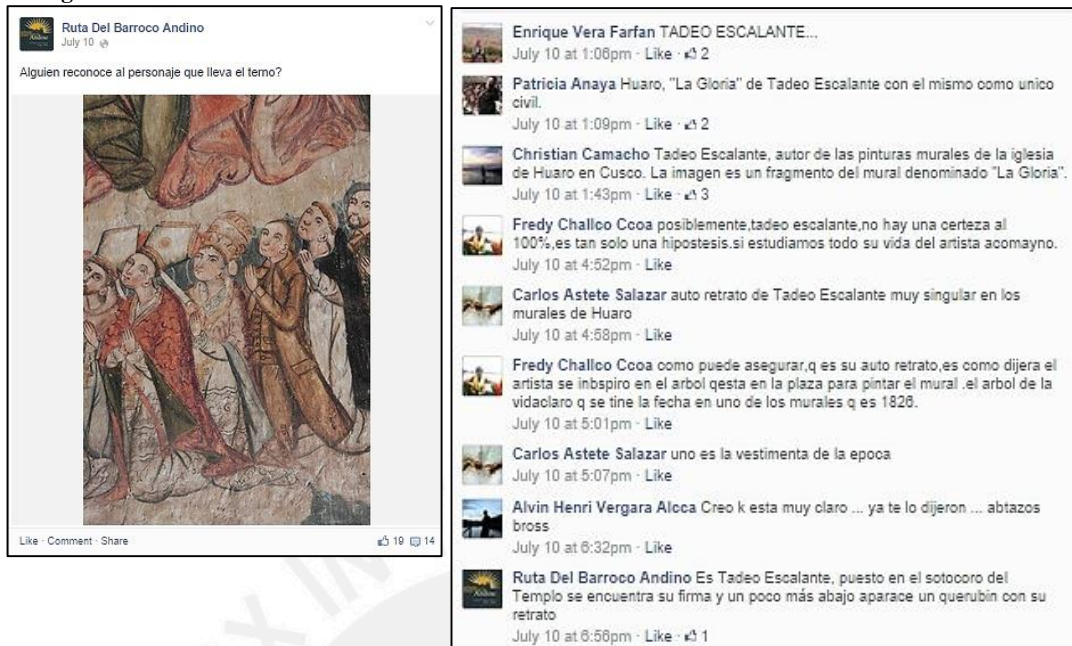 Ruta Del Barroco Andino
July 10
Alguien reconoce al personaje que lleva el terno?
Like · Comment · Share
19 14
Enrique Vera Farfan TADEO ESCALANTE...
July 10 at 1:06pm · Like · 2
Patricia Anaya Huaro, "La Gloria" de Tadeo Escalante con el mismo como unico
civil.
July 10 at 1:09pm · Like · 2
Christian Camacho Tadeo Escalante, autor de las pinturas murales de la iglesia
de Huaro en Cusco. La imagen es un fragmento del mural denominado "La Gloria".
July 10 at 1:43pm · Like · 3
Fredy Challco Ccoa posiblemente,tadeo escalante,no hay una certeza al
100%,es tan solo una hipostesis.si estudiamos todo su vida del artista acomayno.
July 10 at 4:52pm · Like
Carlos Astete Salazar auto retrato de Tadeo Escalante muy singular en los
murales de Huaro
July 10 at 4:58pm · Like
Fredy Challco Ccoa como puede asegurar,q es su auto retrato,es como dijera el
artista se inbspiro en el arbol qesta en la plaza para pintar el mural .el arbol de la
vidaclaro q se tine la fecha en uno de los murales q es 1826.
July 10 at 5:01pm · Like
Carlos Astete Salazar uno es la vestimenta de la epoca
July 10 at 5:07pm · Like
Alvin Henri Vergara Alcca Creo k esta muy claro ... ya te lo dijeron ... abtazos
bross
July 10 at 6:32pm · Like
Ruta Del Barroco Andino Es Tadeo Escalante, puesto en el sotocoro del
Templo se encuentra su firma y un poco más abajo aparace un querubin con su
retrato
July 10 at 6:56pm · Like · 1